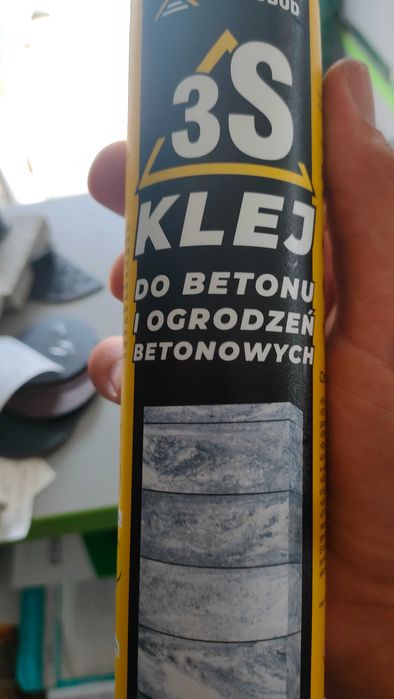 3S
KLEJ
DO BETONU
I OGRODZEŃ
BETONOWYCH